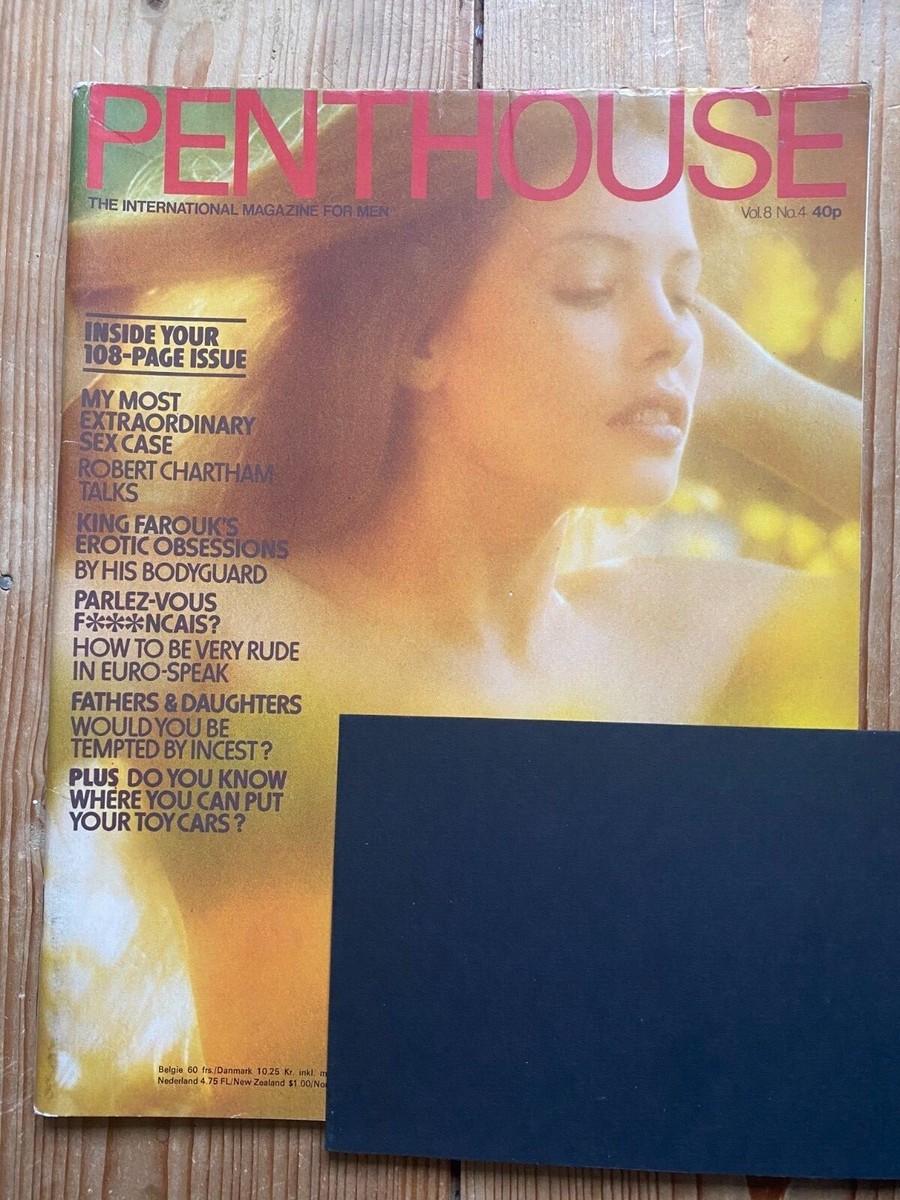 PENTHOUSE
THE INTERNATIONAL MAGAZINE FOR MEN
Vol.8 No.4 40p
INSIDE YOUR
108-PAGE ISSUE
MY MOST
EXTRAORDINARY
SEX CASE
ROBERT CHARTHAM
TALKS
KING FAROUK'S
EROTIC OBSESSIONS
BY HIS BODYGUARD
PARLEZ-VOUS
F***NCAIS?
HOW TO BE VERY RUDE
IN EURO-SPEAK
FATHERS & DAUGHTERS
WOULD YOU BE
TEMPTED BY INCEST?
PLUS DO YOU KNOW
WHERE YOU CAN PUT
YOUR TOY CARS?
Belgie 60 frs./Danmark 10.25 Kr. inkl.
Nederland 4.75 FL/New Zealand $1.00/